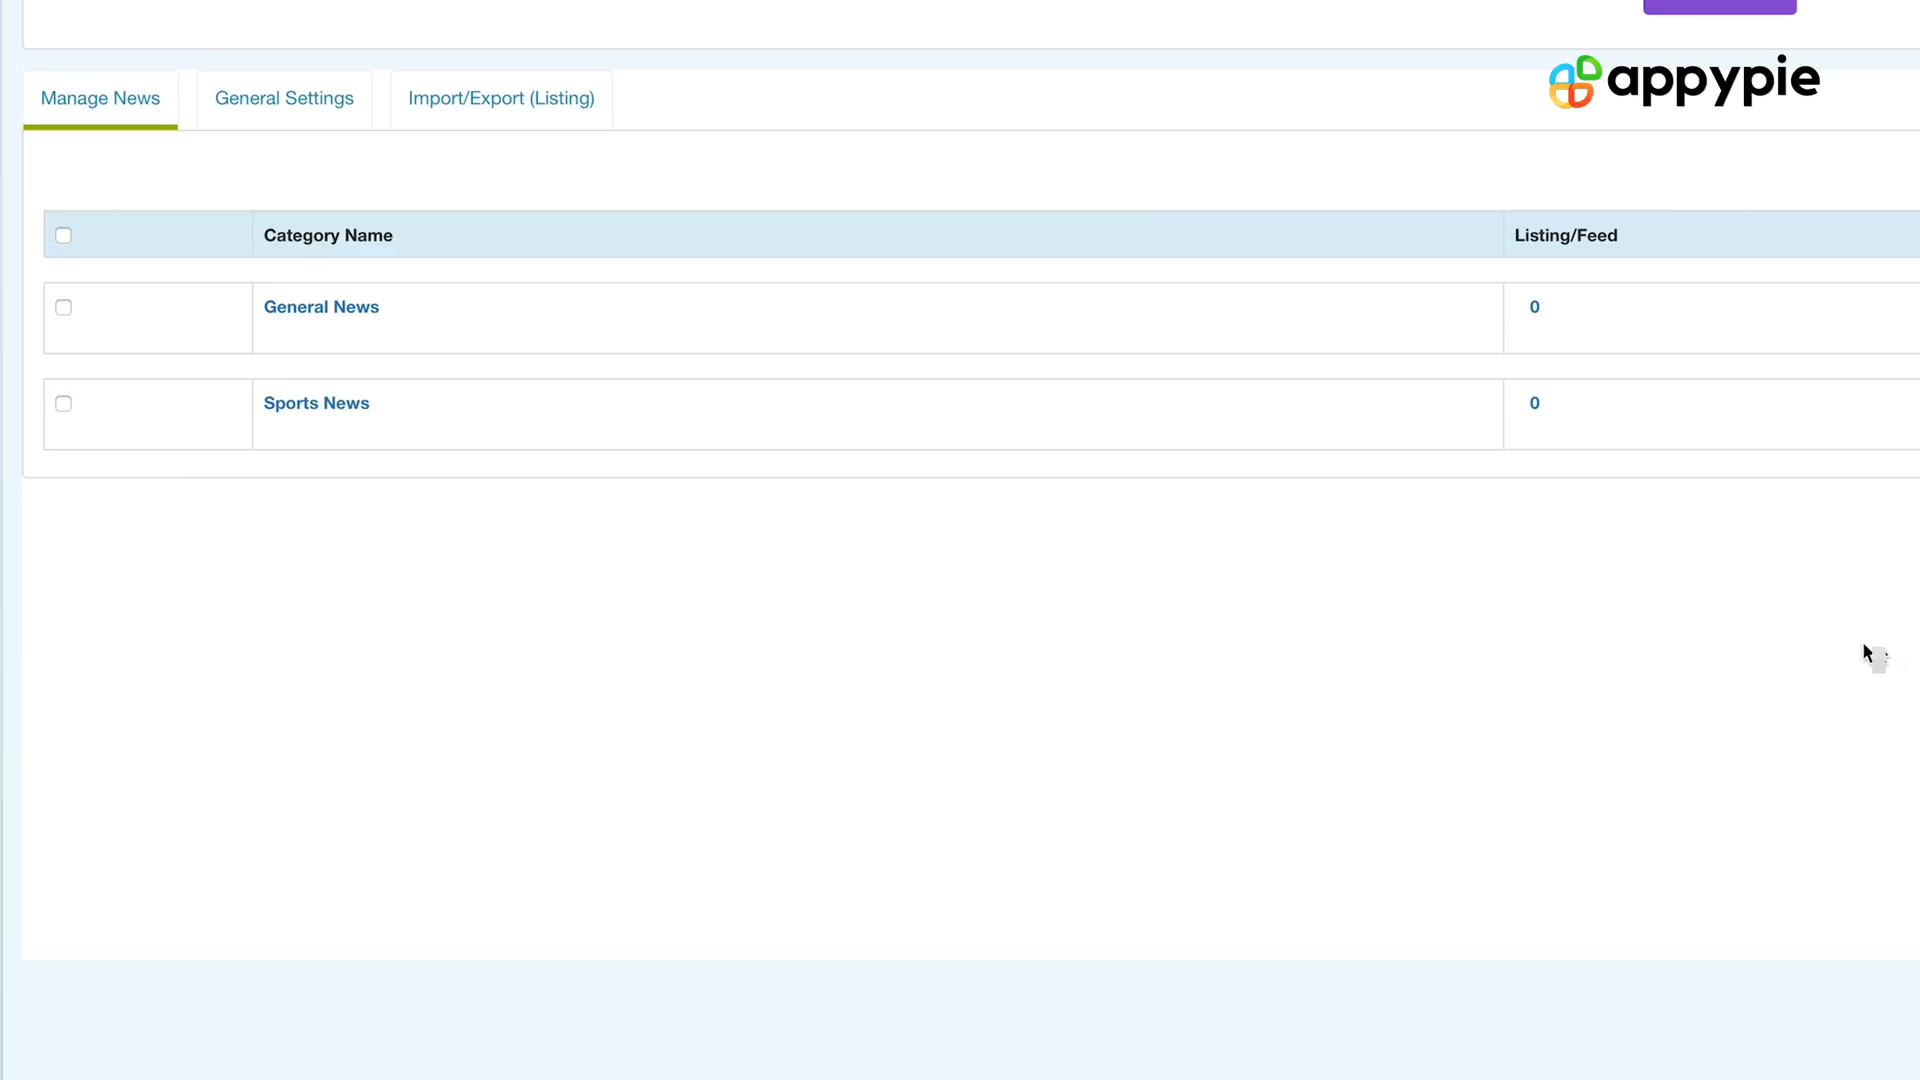 appypie
Manage News
General Settings
Import/Export (Listing)
Category Name
Listing/Feed
General News
0
Sports News
0